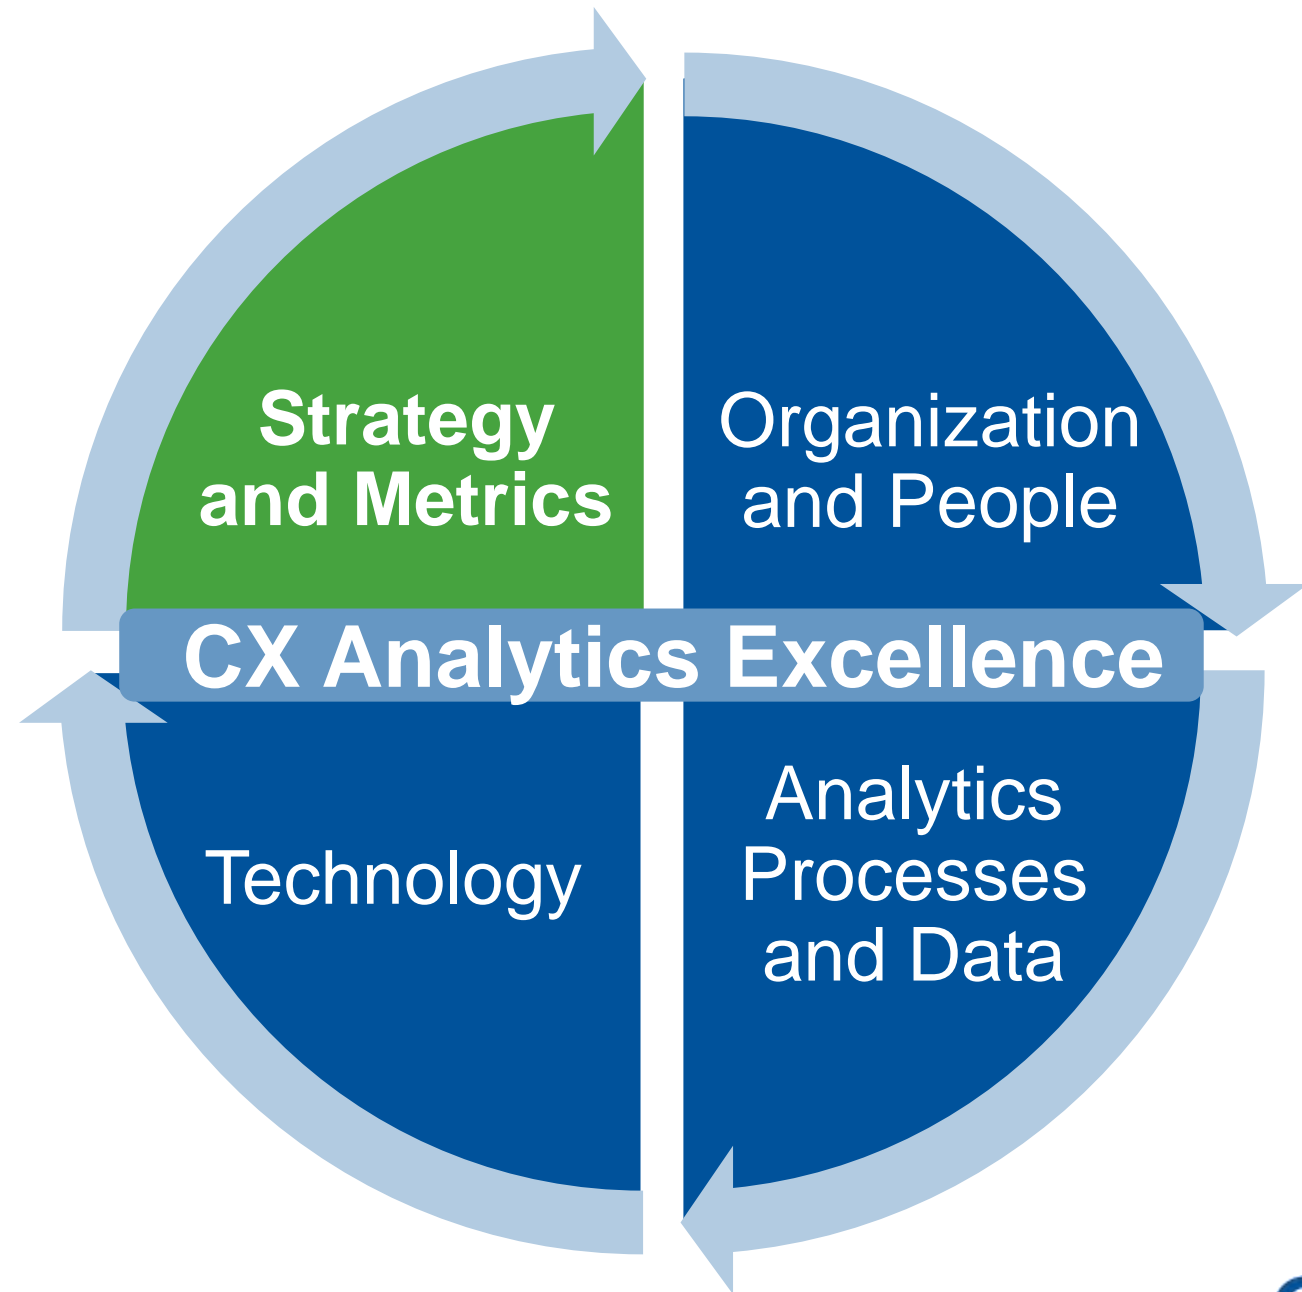 Strategy
and Metrics
Organization
and People
CX Analytics Excellence
Technology
Analytics
Processes
and Data